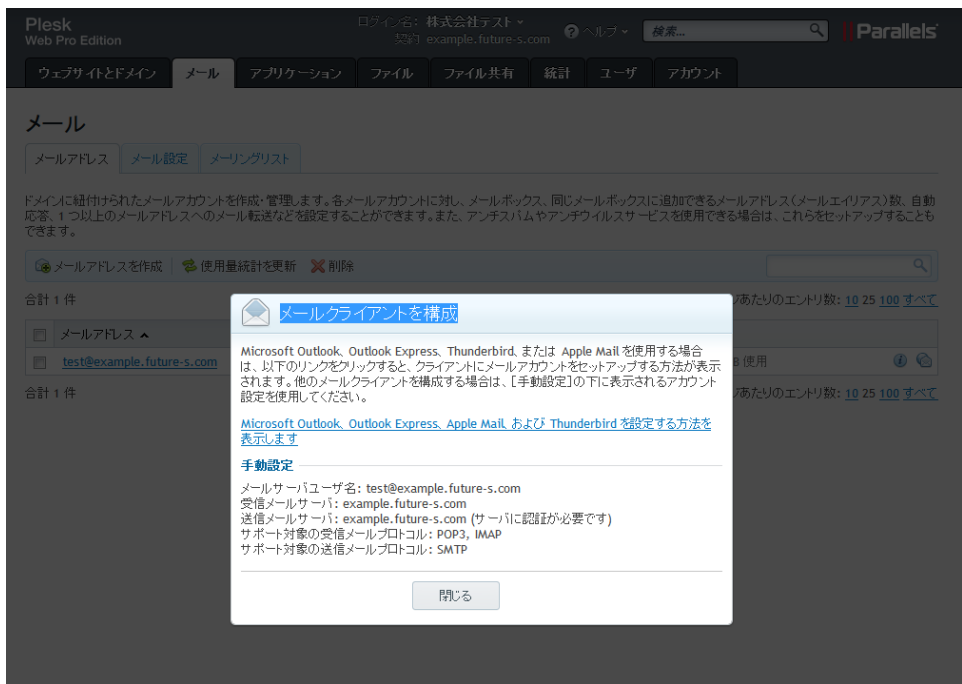 Plesk
Web Pro Edition
ログイン名: 株式会社テスト
契約 example.future-s.com
ヘルプ
検索...
Parallels
ウェブサイトとドメイン メール アプリケーション ファイル ファイル共有 統計 ユーザ アカウント
メール
メールアドレス メール設定 メーリングリスト
ドメインに紐付けられたメールアカウントを作成・管理します。各メールアカウントに対し、メールボックス、同じメールボックスに追加できるメールアドレス(メールエイリアス)数、自動
応答、1 つ以上のメールアドレスへのメール転送などを設定することができます。また、アンチスパムやアンチウイルスサービスを使用できる場合は、これらをセットアップすることも
できます。
メールアドレスを作成 使用量統計を更新 削除
合計 1 件
あたりのエントリ数: 10 25 100 すべて
メールアドレス
test@example.future-s.com
B 使用
合計 1 件
あたりのエントリ数: 10 25 100 すべて
メールクライアントを構成
Microsoft Outlook、Outlook Express、Thunderbird、または Apple Mail を使用する場合
は、以下のリンクをクリックすると、クライアントにメールアカウントをセットアップする方法が表示
されます。他のメールクライアントを構成する場合は、[手動設定]の下に表示されるアカウント
設定を使用してください。
Microsoft Outlook、Outlook Express、Apple Mail、および Thunderbird を設定する方法を
表示します
手動設定
メールサーバユーザ名: test@example.future-s.com
受信メールサーバ: example.future-s.com
送信メールサーバ: example.future-s.com (サーバに認証が必要です)
サポート対象の受信メールプロトコル: POP3, IMAP
サポート対象の送信メールプロトコル: SMTP
閉じる